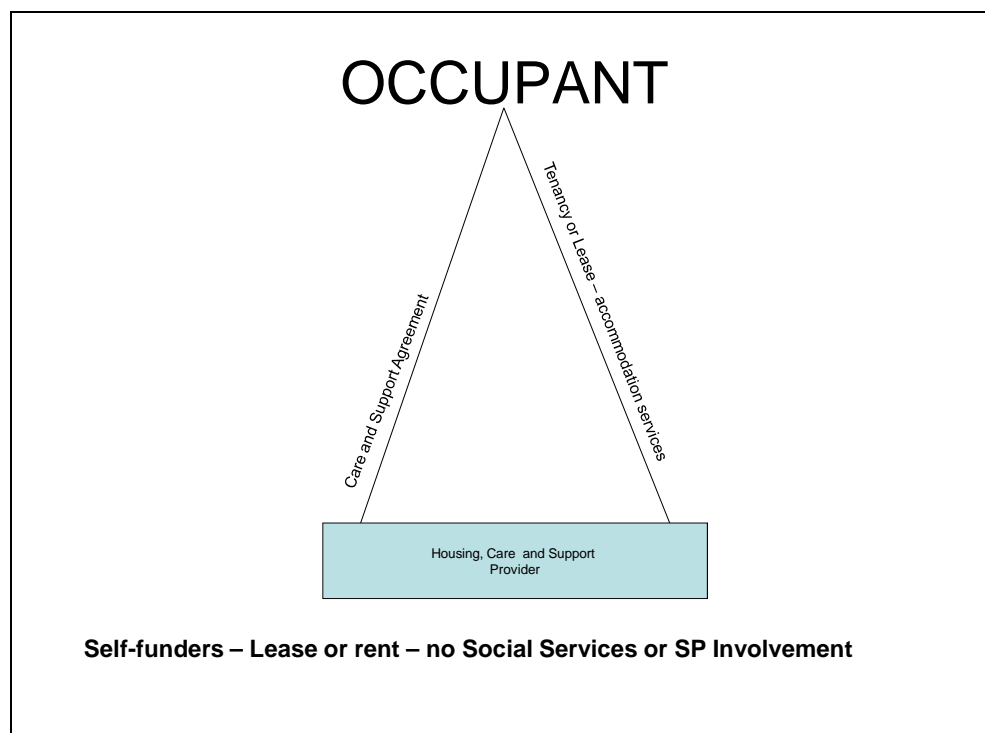 OCCUPANT
Care and Support Agreement
Tenancy or Lease – accommodation services
Housing, Care and Support
Provider
Self-funders – Lease or rent – no Social Services or SP Involvement